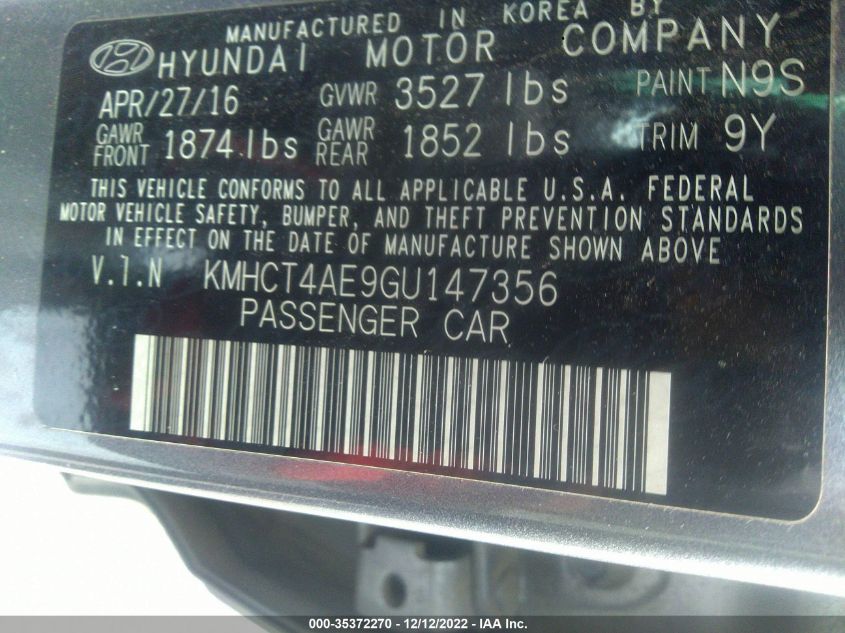 MANUFACTURED IN KOREA BY
HYUNDAI MOTOR COMPANY
APR/27/16 GVWR 3527 lbs PAINT N9S
GAWR FRONT 1874 lbs GAWR REAR 1852 lbs TRIM 9Y
THIS VEHICLE CONFORMS TO ALL APPLICABLE U.S.A. FEDERAL
MOTOR VEHICLE SAFETY, BUMPER, AND THEFT PREVENTION STANDARDS
IN EFFECT ON THE DATE OF MANUFACTURE SHOWN ABOVE.
V.I.N KMHCT4AE9GU147356
PASSENGER CAR
000-35372270 - 12/12/2022 - IAA Inc.